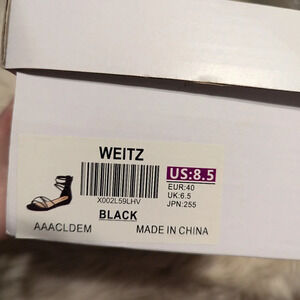 WEITZ
US:8.5
EUR:40
UK:6.5
JPN:255
X002L59LHV
BLACK
AAACLDEM MADE IN CHINA